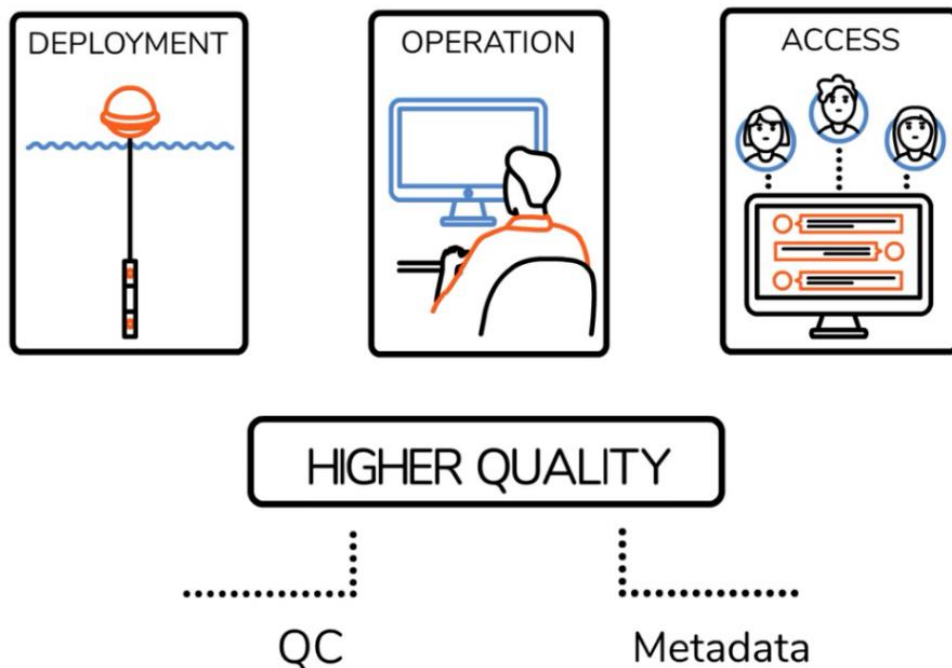 DEPLOYMENT
OPERATION
ACCESS
HIGHER QUALITY
QC
Metadata